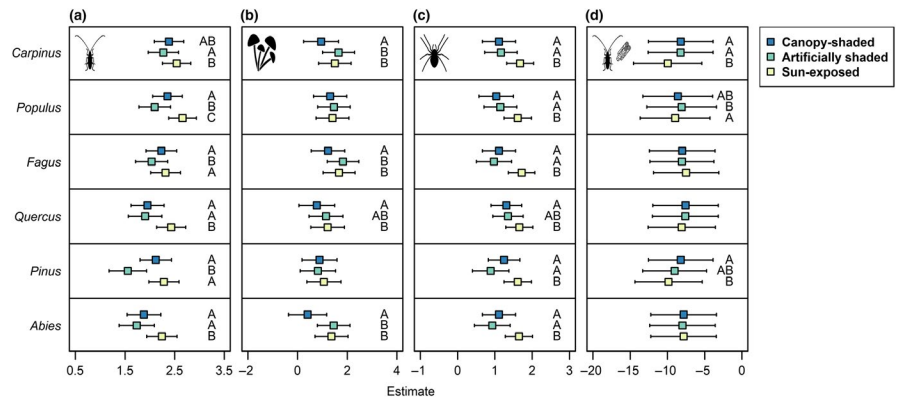 (a) (b) (c) (d)
Carpinus AB A B A B B A A B A A B
Populus A B C A A B AB B A
Fagus A B A A B B A A B
Quercus A A B A AB B A AB B
Pinus A B A A A B A AB B
Abies A A B A B B A A B
0.5 1.5 2.5 3.5 −2 0 2 4 −1 0 1 2 3 −20 −15 −10 −5 0
Estimate
Canopy-shaded
Artificially shaded
Sun-exposed